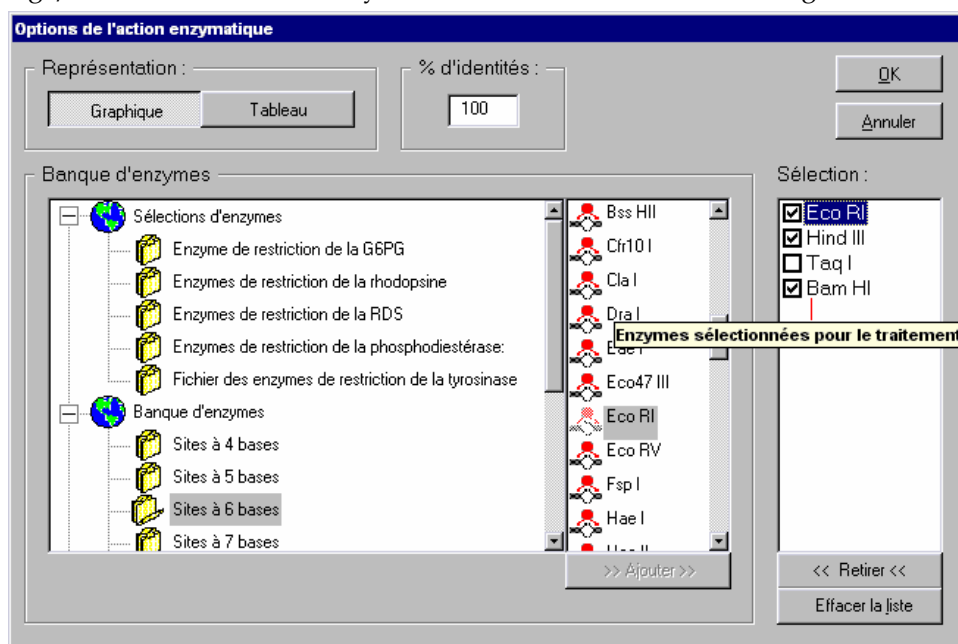 Options de l'action enzymatique
Représentation :
% d'identités :
Graphique
Tableau
100
OK
Annuler
Banque d'enzymes
Sélection :
Sélections d'enzymes
Enzyme de restriction de la G6PG
Enzymes de restriction de la rhodopsine
Enzymes de restriction de la RDS
Enzymes de restriction de la phosphodiestérase:
Fichier des enzymes de restriction de la tyrosinase
Banque d'enzymes
Sites à 4 bases
Sites à 5 bases
Sites à 6 bases
Sites à 7 bases
Bss HII
Cfr10 I
Cla I
Dra I
Eco47 III
Eco RI
Eco RV
Fsp I
Hae I
Eco RI
Hind III
Taq I
Bam HI
Enzymes sélectionnées pour le traitement
>> Ajouter >>
<< Retirer <<
Effacer la liste